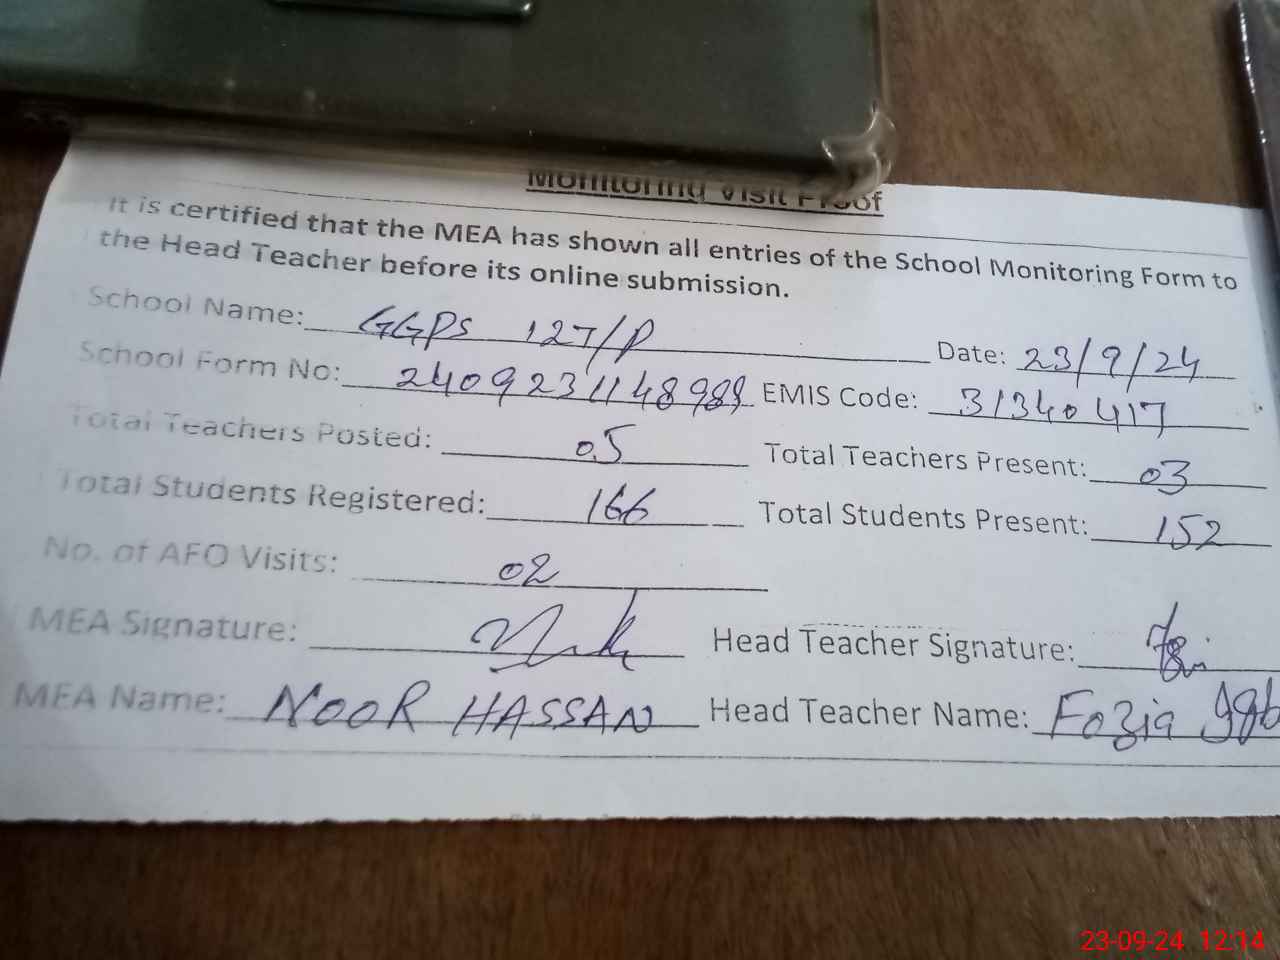 Monitoring Visit Proof
It is certified that the MEA has shown all entries of the School Monitoring Form to
the Head Teacher before its online submission.
School Name: GGPS 127/P Date: 23/9/24
School Form No: 2409231148989 EMIS Code: 31340417
Total Teachers Posted: 05 Total Teachers Present: 03
Total Students Registered: 166 Total Students Present: 152
No. of AFO Visits: 02
MEA Signature: Head Teacher Signature:
MEA Name: NOOR HASSAN Head Teacher Name: Fozia Iqb
23-09-24 12:14